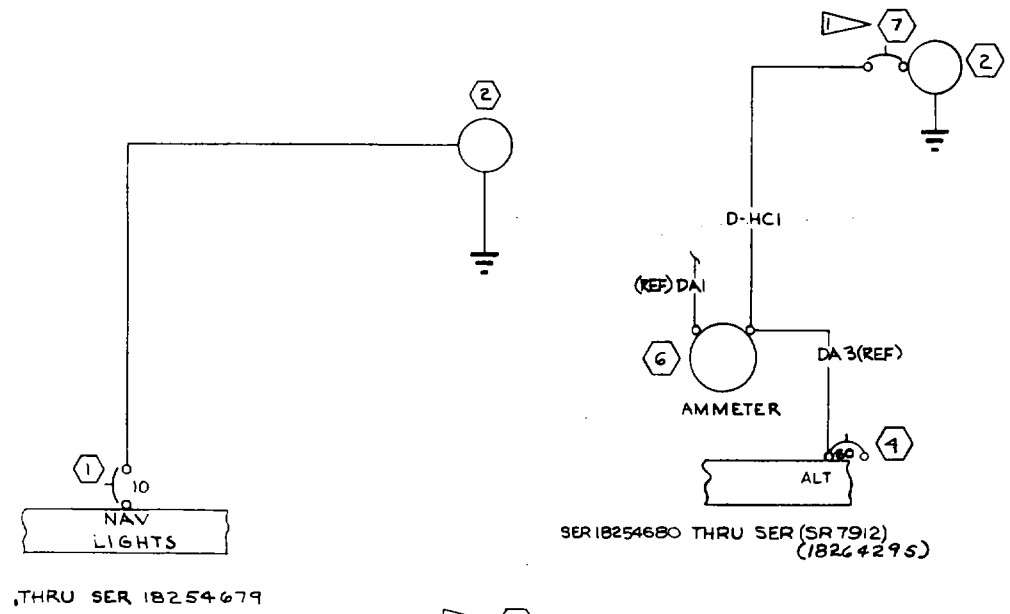 2
1
10
NAV
LIGHTS
THRU SER 18254679
1
7
2
D-HC1
(REF) DA1
6
AMMETER
DA3(REF)
4
60
ALT
SER 18254680 THRU SER (SR 7912)
(18264295)